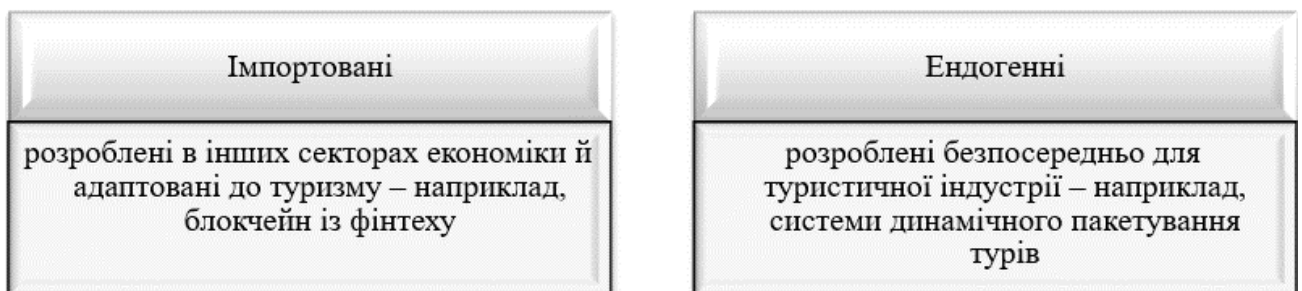 Імпортовані
розроблені в інших секторах економіки й
адаптовані до туризму – наприклад,
блокчейн із фінтеху
Ендогенні
розроблені безпосередньо для
туристичної індустрії – наприклад,
системи динамічного пакетування
турів